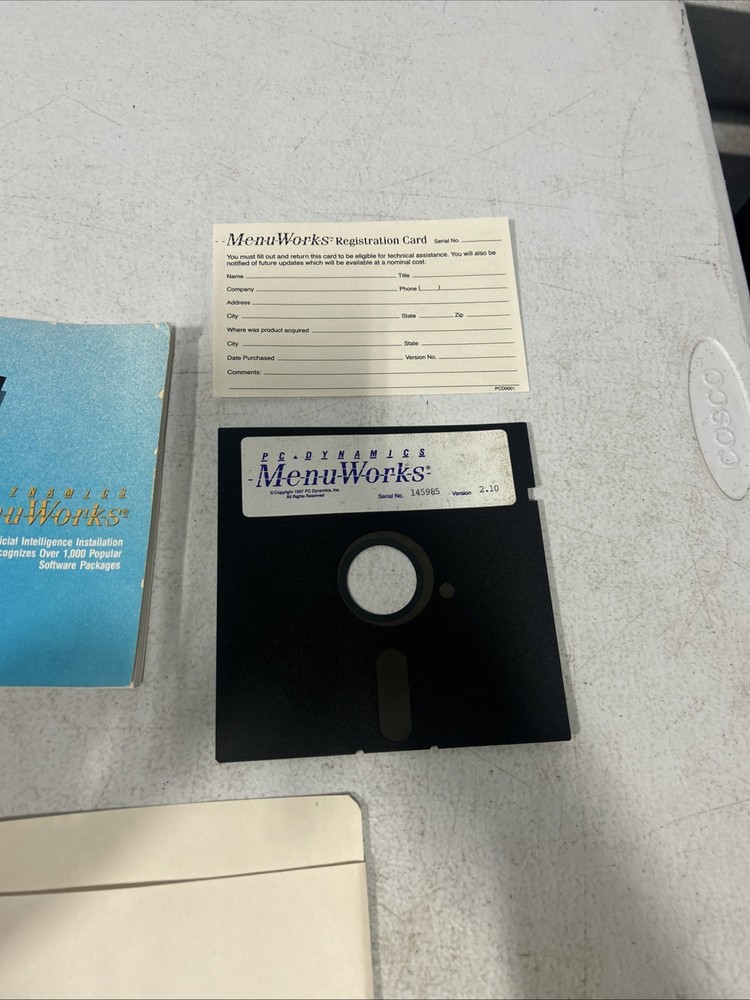 MenuWorks™ Registration Card Serial No.
You must fill out and return this card to be eligible for technical assistance. You will also be
notified of future updates which will be available at a nominal cost.
Name Title
Company Phone ( )
Address
City State Zip
Where was product acquired
City State
Date Purchased Version No.
Comments:
PCD0001
PC DYNAMICS
MenuWorks®
© Copyright 1987 PC Dynamics, Inc.
All Rights Reserved
Serial No. 145985 Version 2.10
YNAMICS
uWorks®
icial Intelligence Installation
cognizes Over 1,000 Popular
Software Packages
cosco